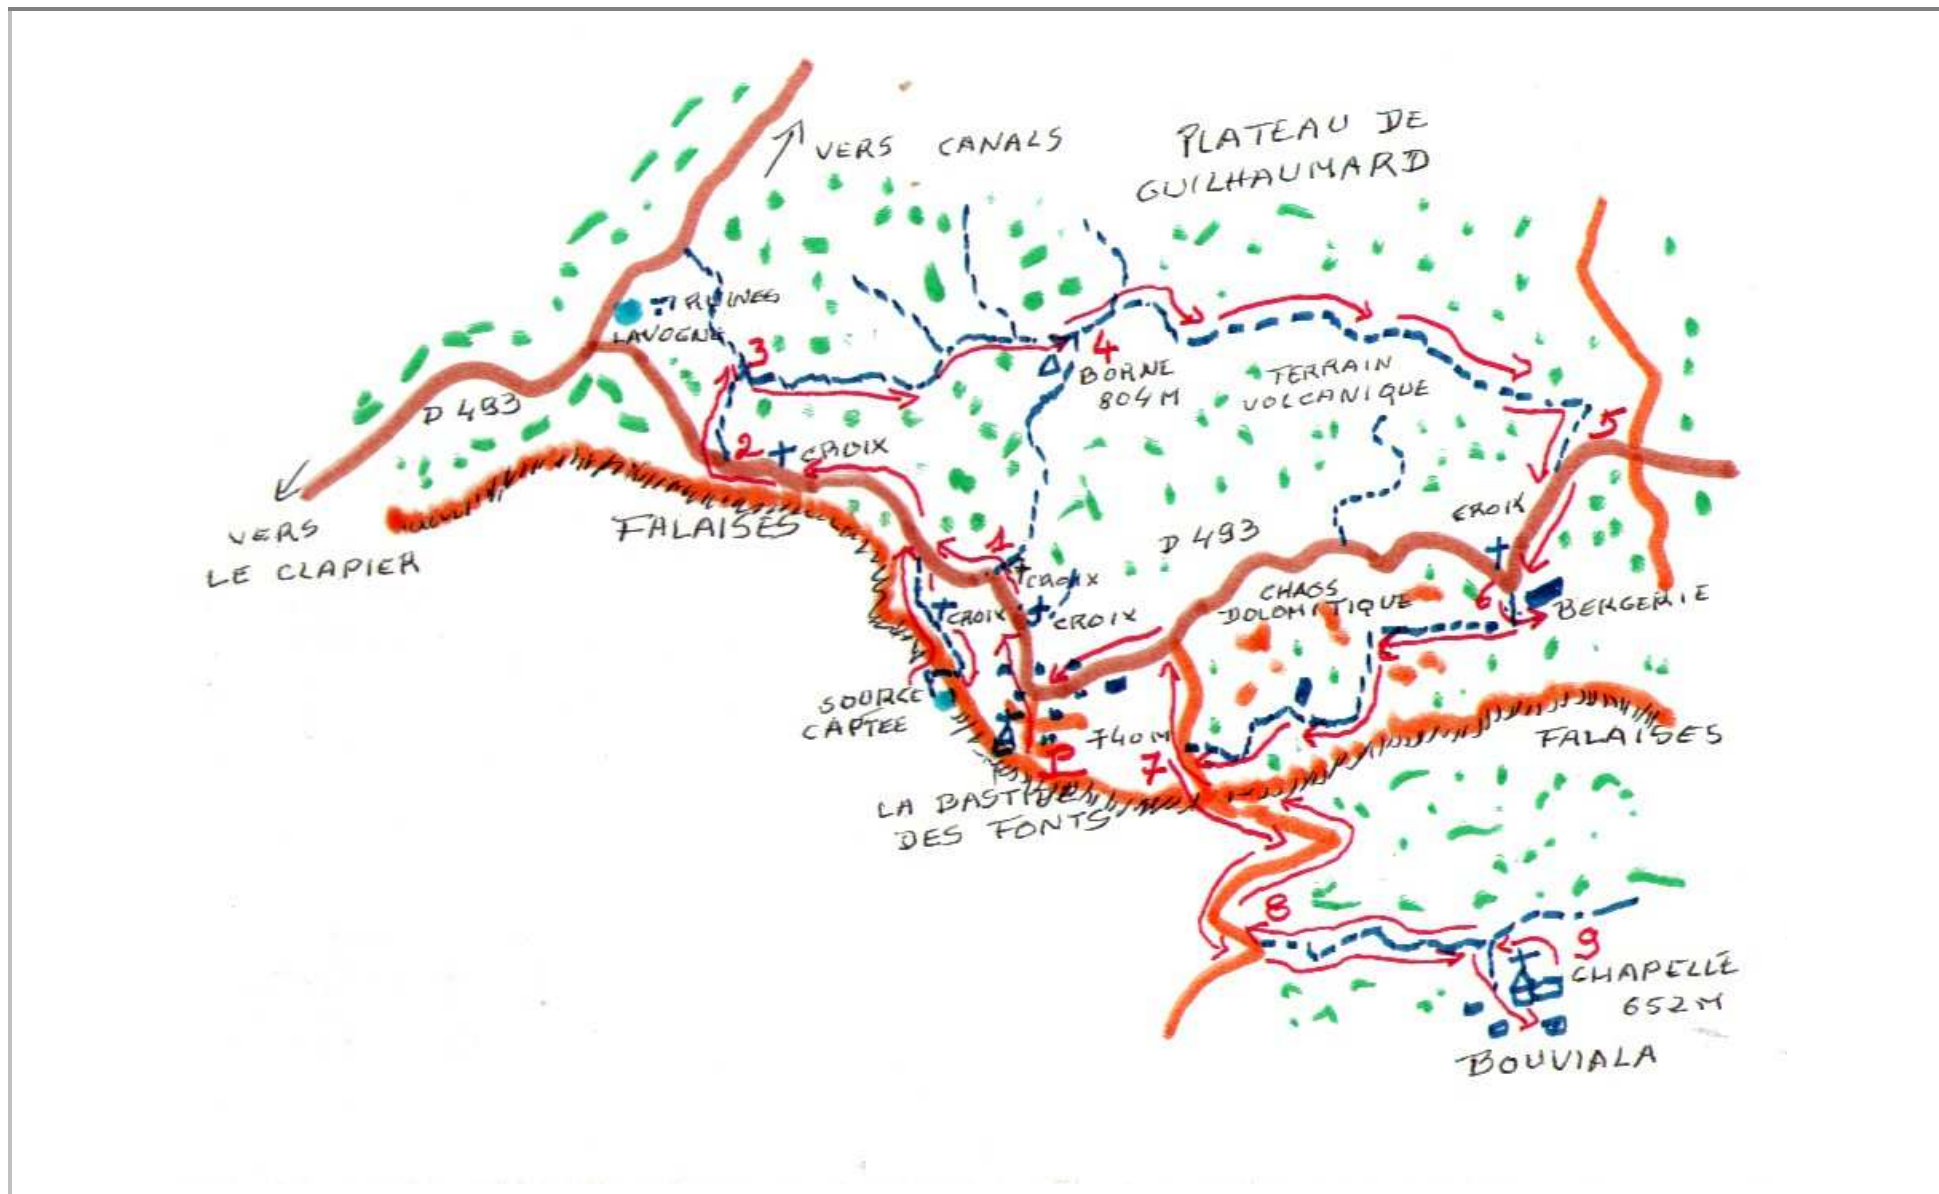 VERS CANALS
PLATEAU DE
GUILHAUMARD
RUINES
LAVOGNE
3
4
BORNE
804 M
TERRAIN
VOLCANIQUE
D 493
5
2
CROIX
VERS
LE CLAPIER
FALAISES
CROIX
D 493
1
CROIX
CROIX
CROIX
CHAOS
DOLOMITIQUE
6
BERGERIE
SOURCE
CAPTEE
740 M
P
7
FALAISES
LA BASTIDE
DES FONTS
8
9
CHAPELLE
652 M
BOUVIALA